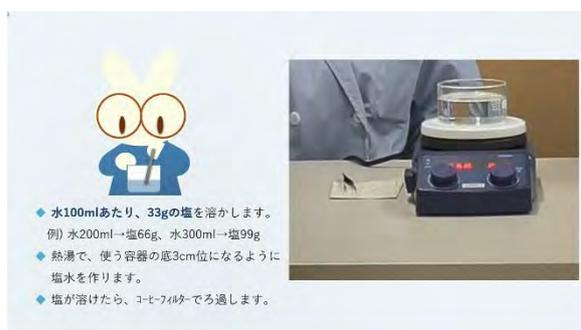 ◆ 水100mlあたり、33gの塩を溶かします。
例) 水200ml→塩66g、水300ml→塩99g
◆ 熱湯で、使う容器の底3cm位になるように
塩水を作ります。
◆ 塩が溶けたら、ｺｰﾋｰﾌｨﾙﾀｰでろ過します。